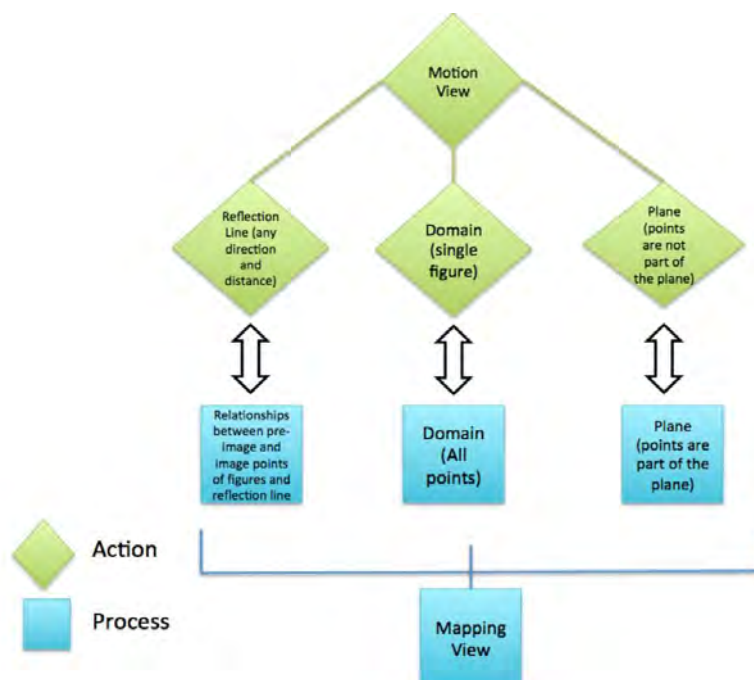 Motion
View
Reflection
Line (any
direction
and
distance)
Domain
(single
figure)
Plane
(points
are not
part of
the plane)
Relationships
between pre-
image and
image points
of figures and
reflection line
Domain
(All
points)
Plane
(points are
part of the
plane)
Action
Process
Mapping
View